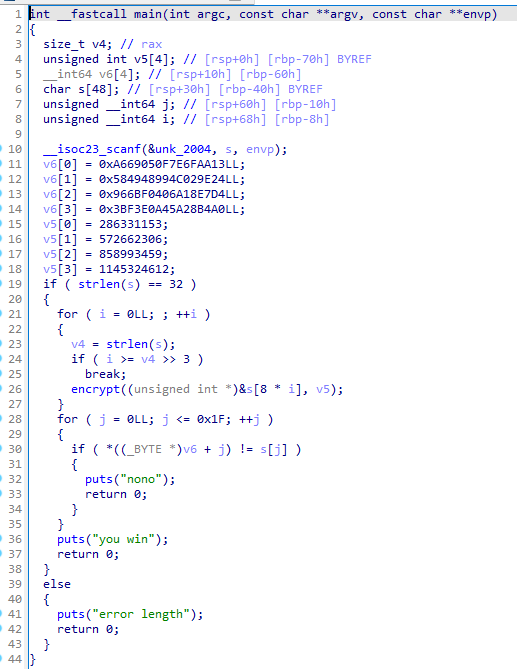 1 int __fastcall main(int argc, const char **argv, const char **envp)
2 {
3 size_t v4; // rax
4 unsigned int v5[4]; // [rsp+0h] [rbp-70h] BYREF
5 __int64 v6[4]; // [rsp+10h] [rbp-60h]
6 char s[48]; // [rsp+30h] [rbp-40h] BYREF
7 unsigned __int64 j; // [rsp+60h] [rbp-10h]
8 unsigned __int64 i; // [rsp+68h] [rbp-8h]
9
10 __isoc23_scanf(&unk_2004, s, envp);
11 v6[0] = 0xA669050F7E6FAA13LL;
12 v6[1] = 0x584948994C029E24LL;
13 v6[2] = 0x966BF0406A18E7D4LL;
14 v6[3] = 0x3BF3E0A45A28B4A0LL;
15 v5[0] = 286331153;
16 v5[1] = 572662306;
17 v5[2] = 858993459;
18 v5[3] = 1145324612;
19 if ( strlen(s) == 32 )
20 {
21 for ( i = 0LL; ; ++i )
22 {
23 v4 = strlen(s);
24 if ( i >= v4 >> 3 )
25 break;
26 encrypt((unsigned int *)&s[8 * i], v5);
27 }
28 for ( j = 0LL; j <= 0x1F; ++j )
29 {
30 if ( *((_BYTE *)v6 + j) != s[j] )
31 {
32 puts("nono");
33 return 0;
34 }
35 }
36 puts("you win");
37 return 0;
38 }
39 else
40 {
41 puts("error length");
42 return 0;
43 }
44 }